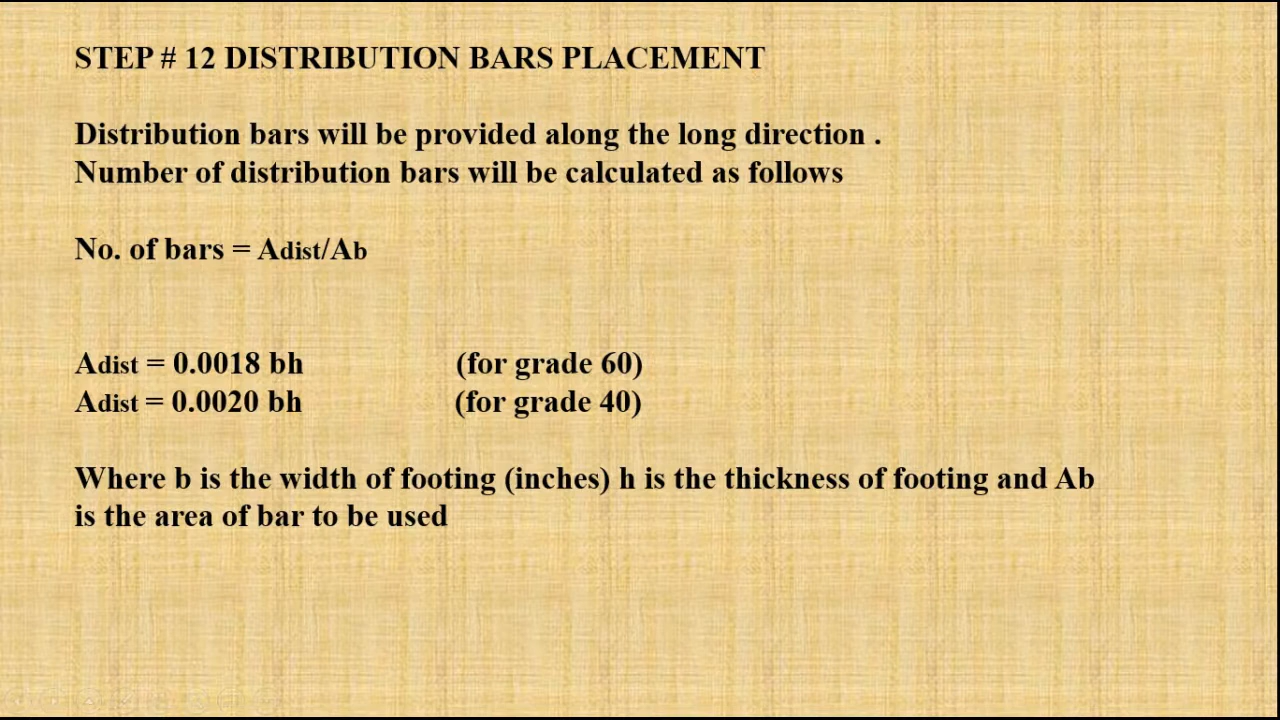 STEP # 12 DISTRIBUTION BARS PLACEMENT
Distribution bars will be provided along the long direction .
Number of distribution bars will be calculated as follows
No. of bars = Adist/Ab
Adist = 0.0018 bh (for grade 60)
Adist = 0.0020 bh (for grade 40)
Where b is the width of footing (inches) h is the thickness of footing and Ab
is the area of bar to be used